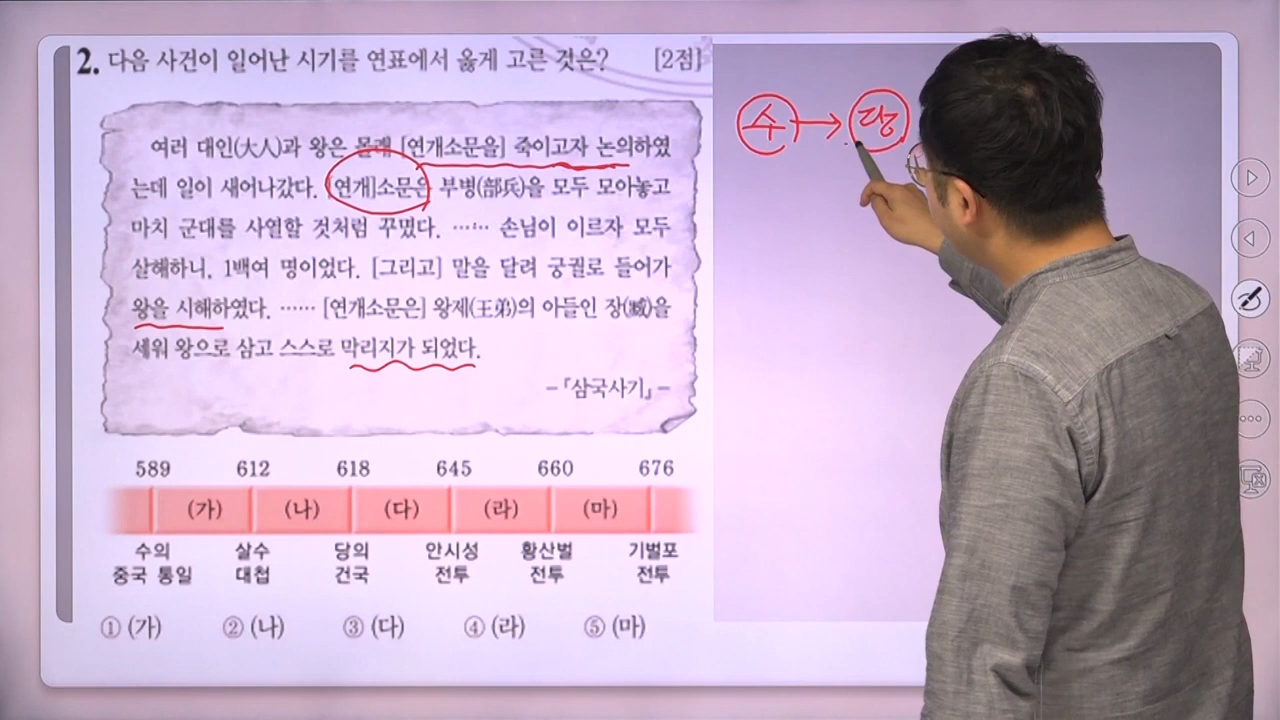 2. 다음 사건이 일어난 시기를 연표에서 옳게 고른 것은? [2점]
여러 대인(大人)과 왕은 몰래 [연개소문을] 죽이고자 논의하였
는데 일이 새어나갔다. [연개]소문은 부병(部兵)을 모두 모아놓고
마치 군대를 사열할 것처럼 꾸몄다. …… 손님이 이르자 모두
살해하니, 1백여 명이었다. [그리고] 말을 달려 궁궐로 들어가
왕을 시해하였다. …… [연개소문은] 왕제(王弟)의 아들인 장(臧)을
세워 왕으로 삼고 스스로 막리지가 되었다.
-『삼국사기』-
수 → 당
589 612 618 645 660 676
(가) (나) (다) (라) (마)
수의 살수 당의 안시성 황산벌 기벌포
중국 통일 대첩 건국 전투 전투 전투
① (가) ② (나) ③ (다) ④ (라) ⑤ (마)